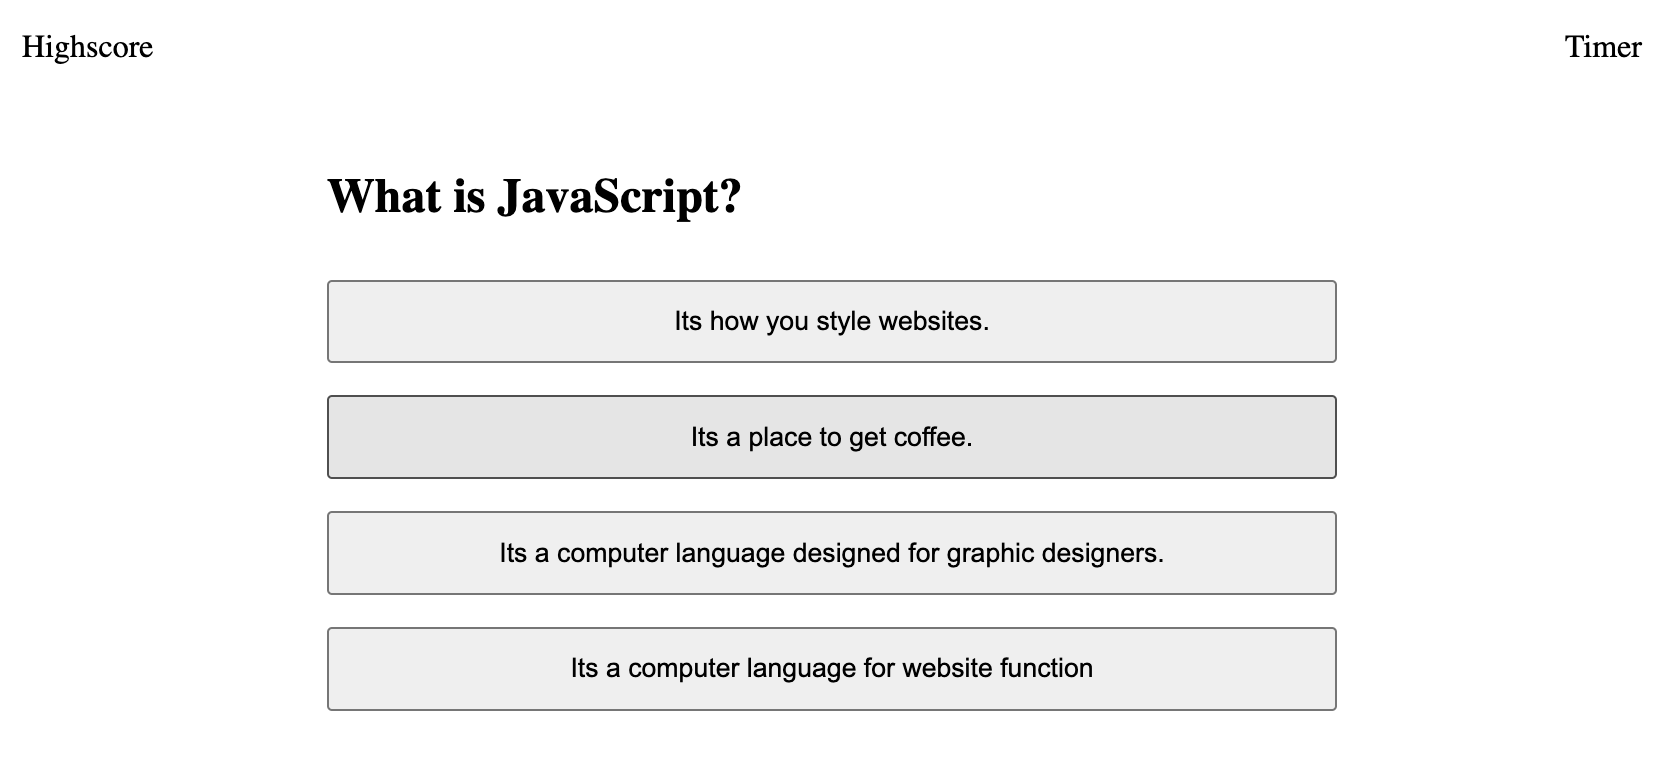 Highscore
Timer
What is JavaScript?
Its how you style websites.
Its a place to get coffee.
Its a computer language designed for graphic designers.
Its a computer language for website function